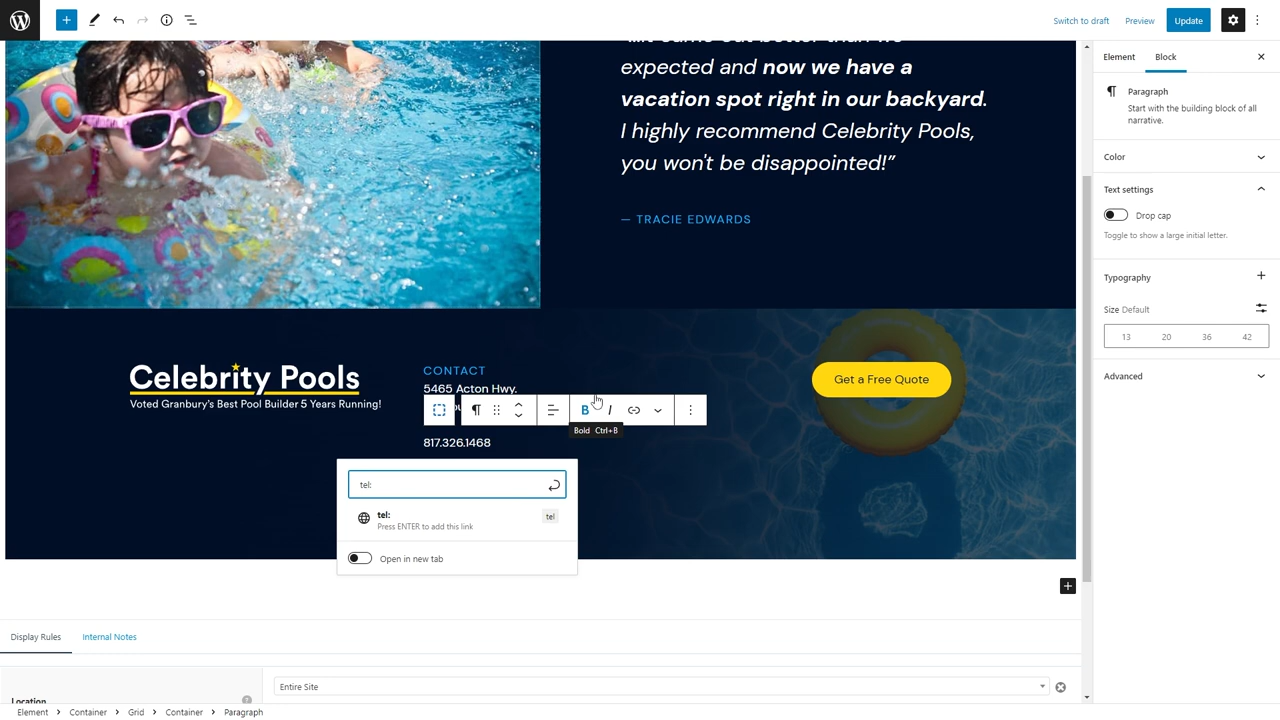 Switch to draft
Preview
Update
expected and now we have a
vacation spot right in our backyard.
I highly recommend Celebrity Pools,
you won't be disappointed!”
— TRACIE EDWARDS
Celebrity Pools
Voted Granbury's Best Pool Builder 5 Years Running!
CONTACT
5465 Acton Hwy.
B I
Bold Ctrl+B
817.326.1468
tel:
tel:
Press ENTER to add this link
tel
Open in new tab
Get a Free Quote
Element Block
Paragraph
Start with the building block of all
narrative.
Color
Text settings
Drop cap
Toggle to show a large initial letter.
Typography
Size Default
13 20 36 42
Advanced
Display Rules
Internal Notes
Location
Entire Site
Element > Container > Grid > Container > Paragraph